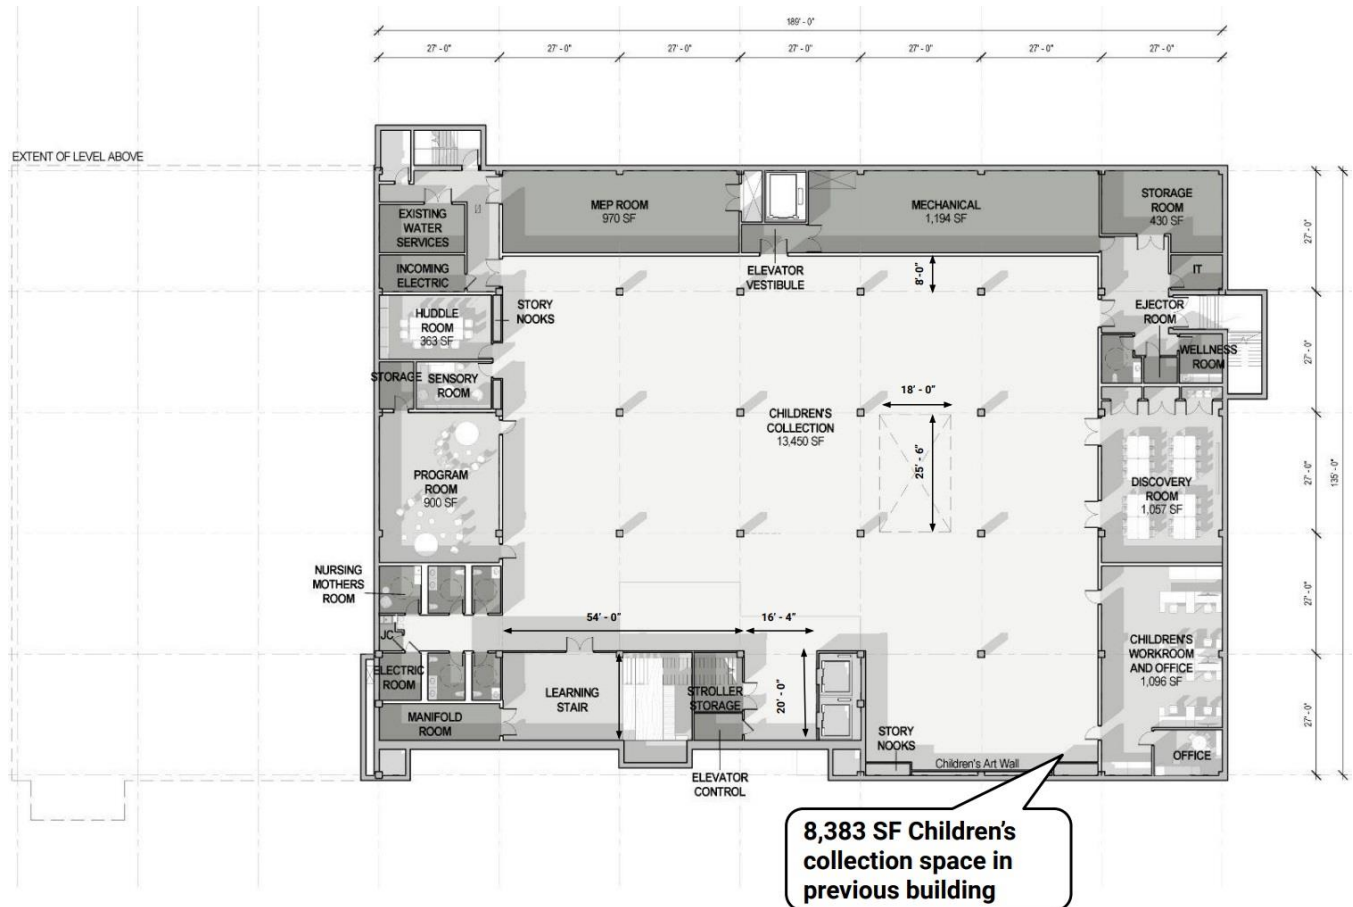 189' - 0"
27' - 0"
27' - 0"
27' - 0"
27' - 0"
27' - 0"
27' - 0"
27' - 0"
EXTENT OF LEVEL ABOVE
MEP ROOM
970 SF
MECHANICAL
1,194 SF
STORAGE
ROOM
430 SF
EXISTING
WATER
SERVICES
INCOMING
ELECTRIC
ELEVATOR
VESTIBULE
8'-0"
IT
27' - 0"
HUDDLE
ROOM
363 SF
STORY
NOOKS
EJECTOR
ROOM
WELLNESS
ROOM
27' - 0"
STORAGE
SENSORY
ROOM
18' - 0"
CHILDREN'S
COLLECTION
13,450 SF
25' - 6"
PROGRAM
ROOM
900 SF
DISCOVERY
ROOM
1,057 SF
27' - 0"
135' - 0"
NURSING
MOTHERS
ROOM
27' - 0"
54' - 0"
16' - 4"
JC
ELECTRIC
ROOM
CHILDREN'S
WORKROOM
AND OFFICE
1,096 SF
LEARNING
STAIR
STROLLER
STORAGE
20' - 0"
27' - 0"
MANIFOLD
ROOM
STORY
NOOKS
OFFICE
Children's Art Wall
ELEVATOR
CONTROL
8,383 SF Children's
collection space in
previous building